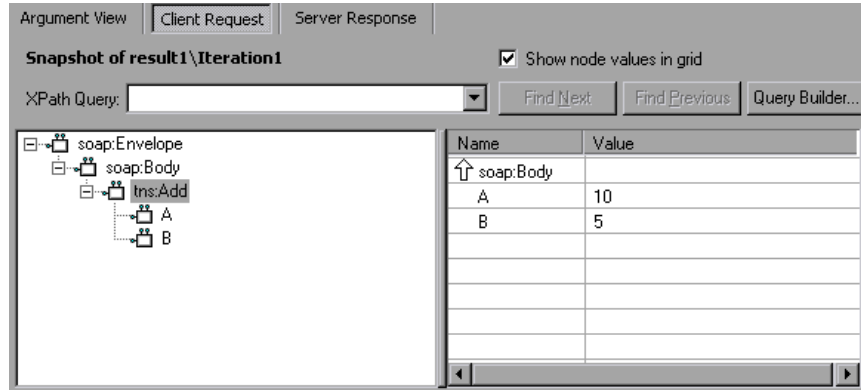 Argument View Client Request Server Response
Snapshot of result1\Iteration1 Show node values in grid
XPath Query: Find Next Find Previous Query Builder...
soap:Envelope
soap:Body
tns:Add
A
B
Name Value
soap:Body
A 10
B 5